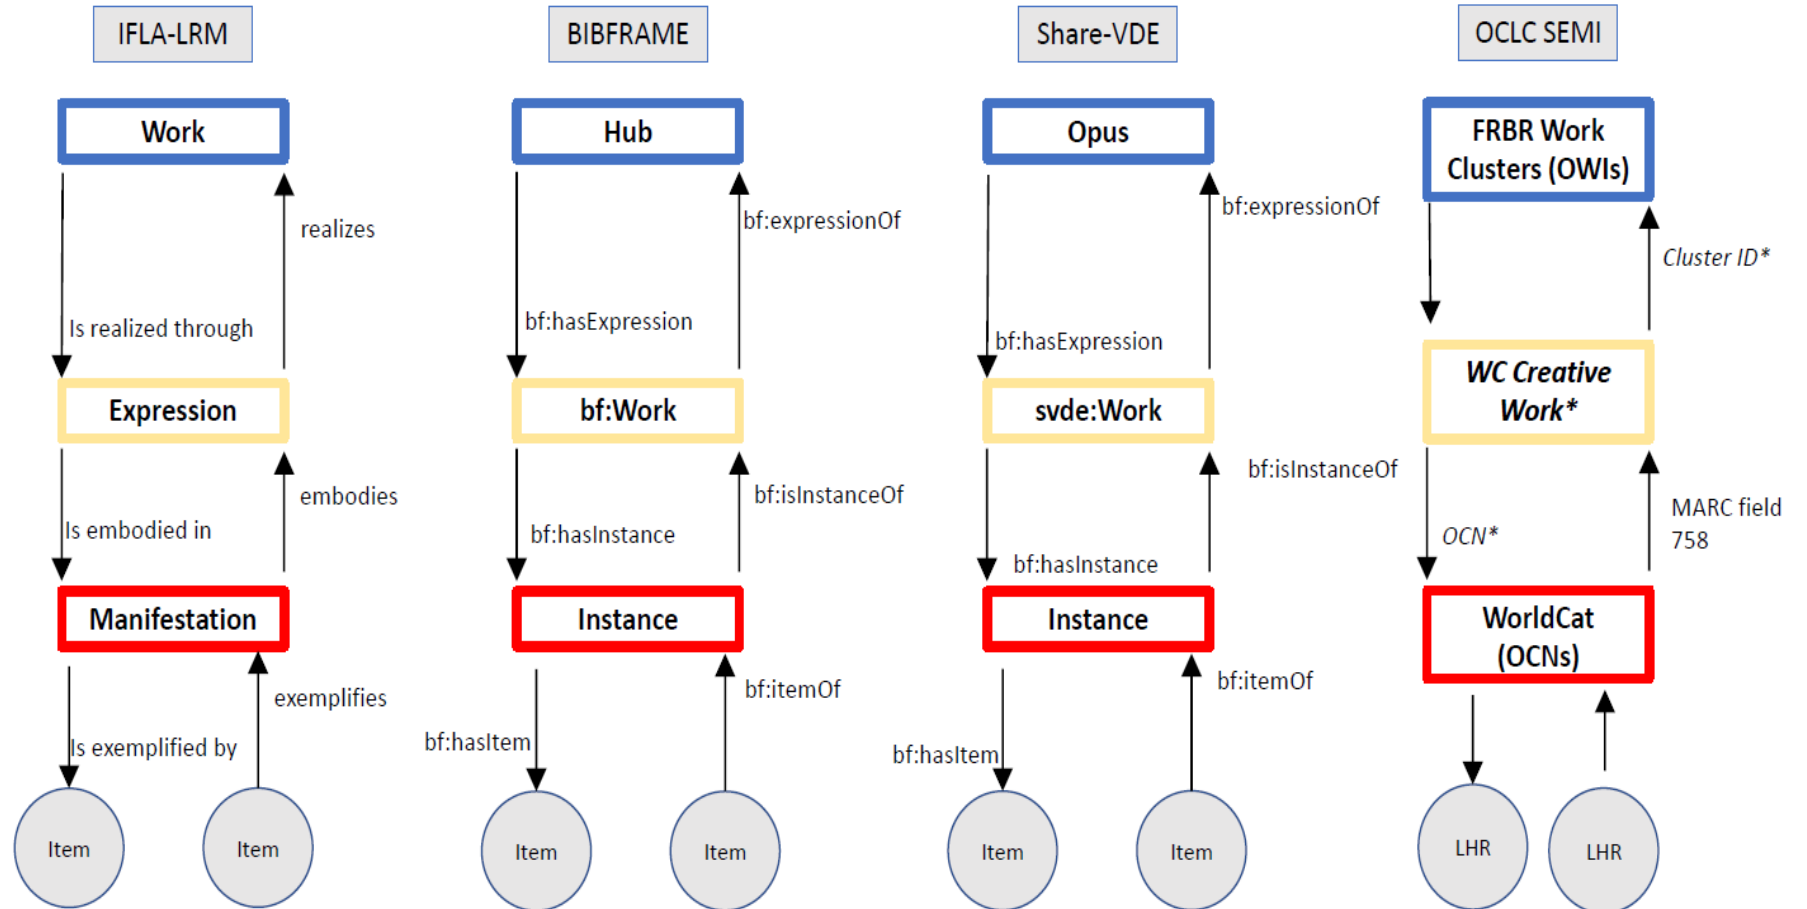 IFLA-LRM
BIBFRAME
Share-VDE
OCLC SEMI
Work
Hub
Opus
FRBR Work
Clusters (OWIs)
realizes
bf:expressionOf
bf:expressionOf
Cluster ID*
Is realized through
bf:hasExpression
bf:hasExpression
Expression
bf:Work
svde:Work
WC Creative
Work*
embodies
bf:isInstanceOf
bf:isInstanceOf
MARC field
758
Is embodied in
bf:hasInstance
bf:hasInstance
OCN*
Manifestation
Instance
Instance
WorldCat
(OCNs)
exemplifies
bf:itemOf
bf:itemOf
Is exemplified by
bf:hasItem
bf:hasItem
Item
Item
Item
Item
Item
Item
LHR
LHR